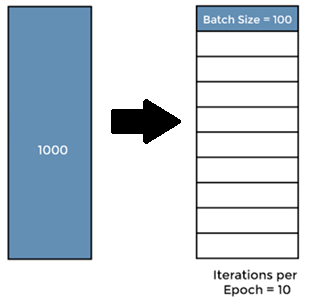 1000
Batch Size = 100
Iterations per
Epoch = 10